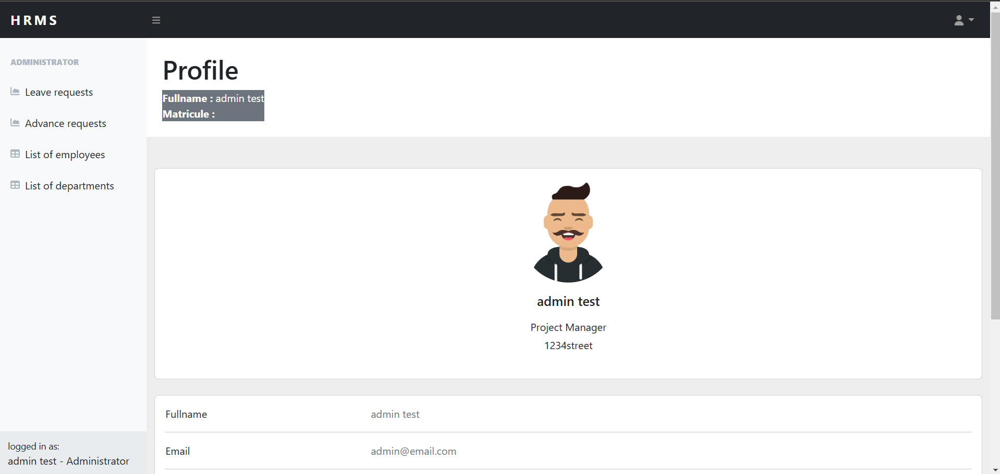 HRMS
ADMINISTRATOR
Leave requests
Advance requests
List of employees
List of departments
logged in as:
admin test - Administrator
Profile
Fullname : admin test
Matricule :
admin test
Project Manager
1234street
Fullname admin test
Email admin@email.com